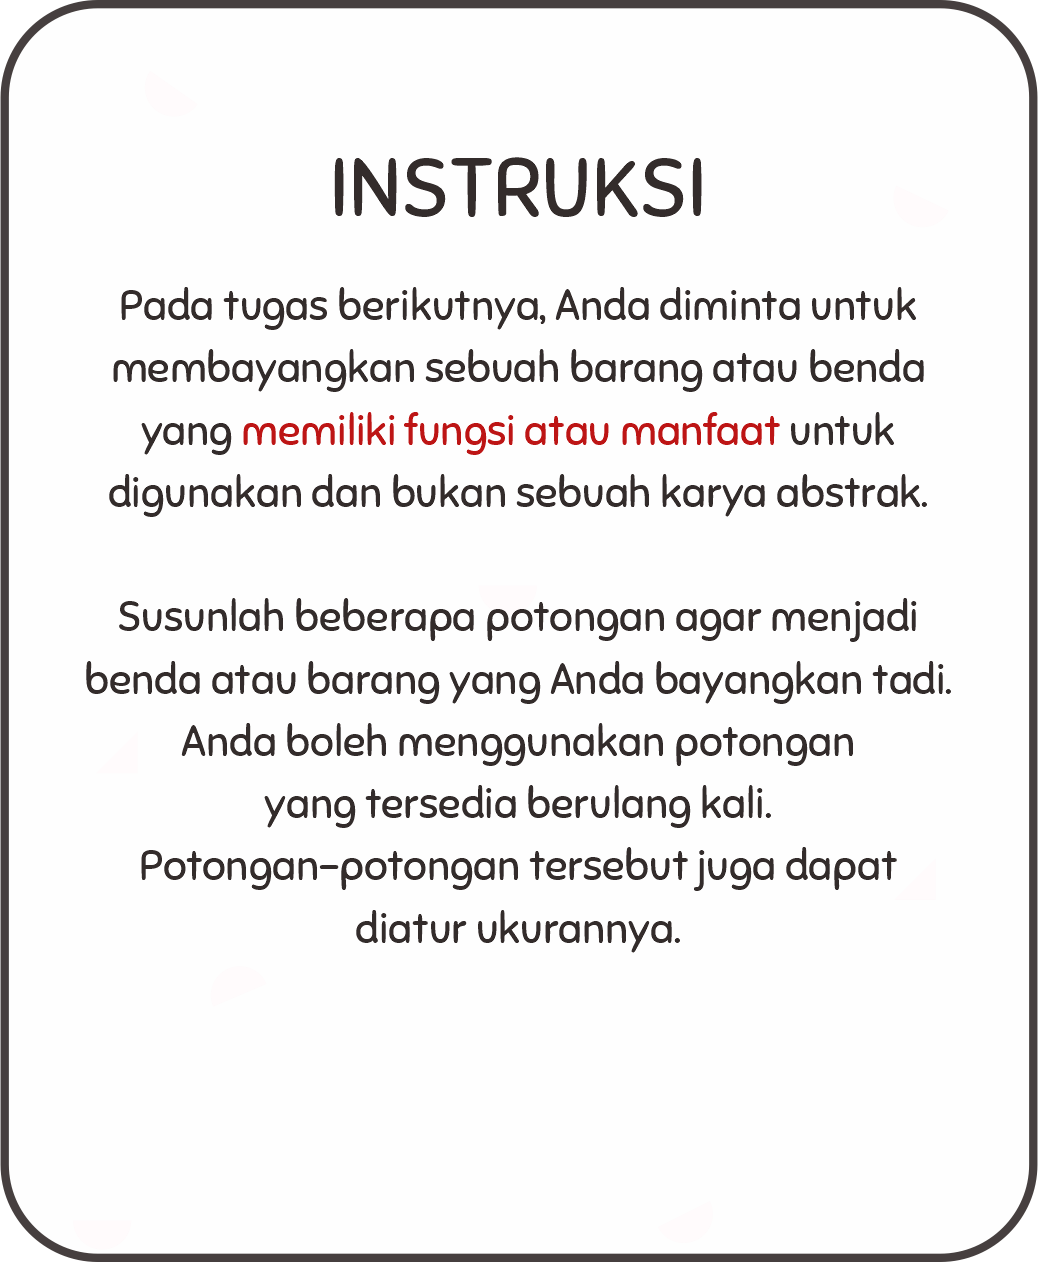 INSTRUKSI
Pada tugas berikutnya, Anda diminta untuk
membayangkan sebuah barang atau benda
yang memiliki fungsi atau manfaat untuk
digunakan dan bukan sebuah karya abstrak.
Susunlah beberapa potongan agar menjadi
benda atau barang yang Anda bayangkan tadi.
Anda boleh menggunakan potongan
yang tersedia berulang kali.
Potongan-potongan tersebut juga dapat
diatur ukurannya.